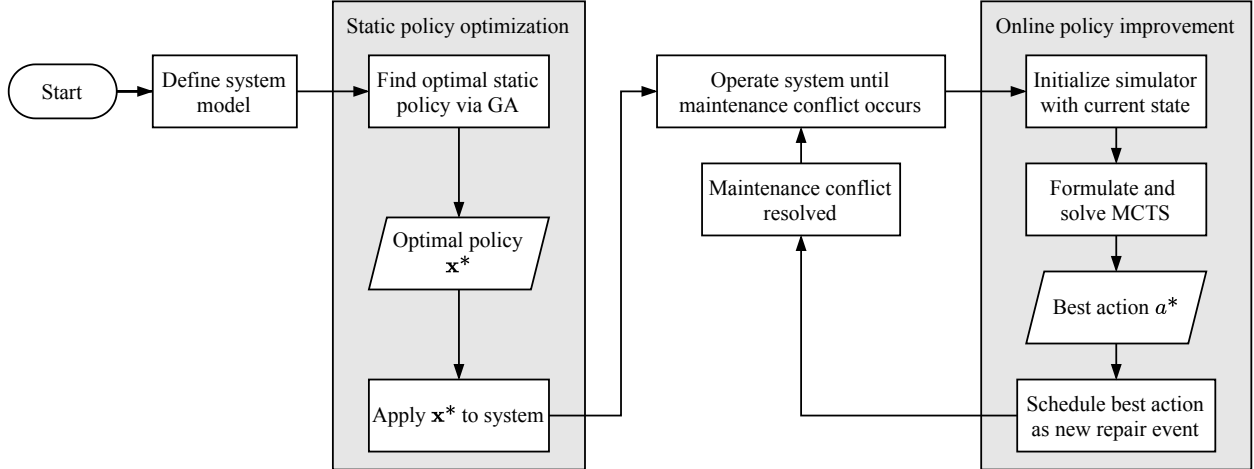 Start
Define system
model
Static policy optimization
Find optimal static
policy via GA
Optimal policy
x*
Apply x* to system
Operate system until
maintenance conflict occurs
Maintenance conflict
resolved
Online policy improvement
Initialize simulator
with current state
Formulate and
solve MCTS
Best action a*
Schedule best action
as new repair event